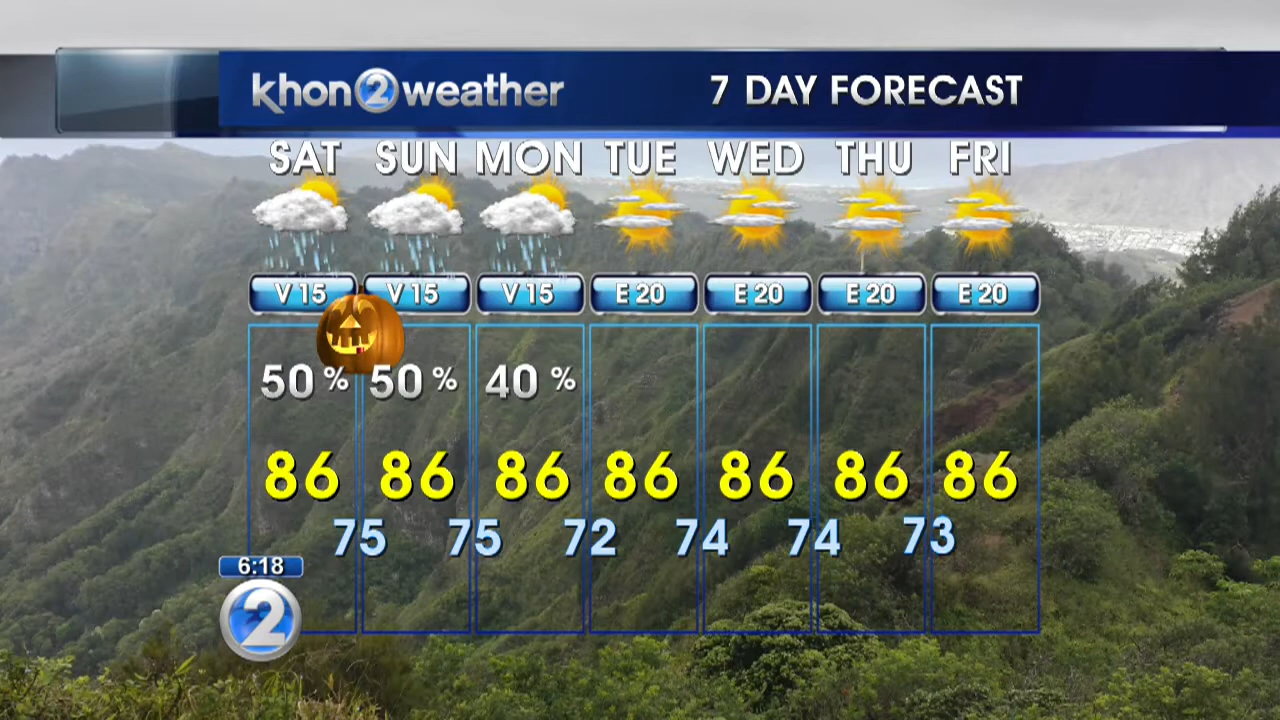 khon2weather 7 DAY FORECAST
SAT SUN MON TUE WED THU FRI
V 15 V 15 V 15 E 20 E 20 E 20 E 20
50 % 50 % 40 %
86 86 86 86 86 86 86
75 75 72 74 74 73
6:18
2